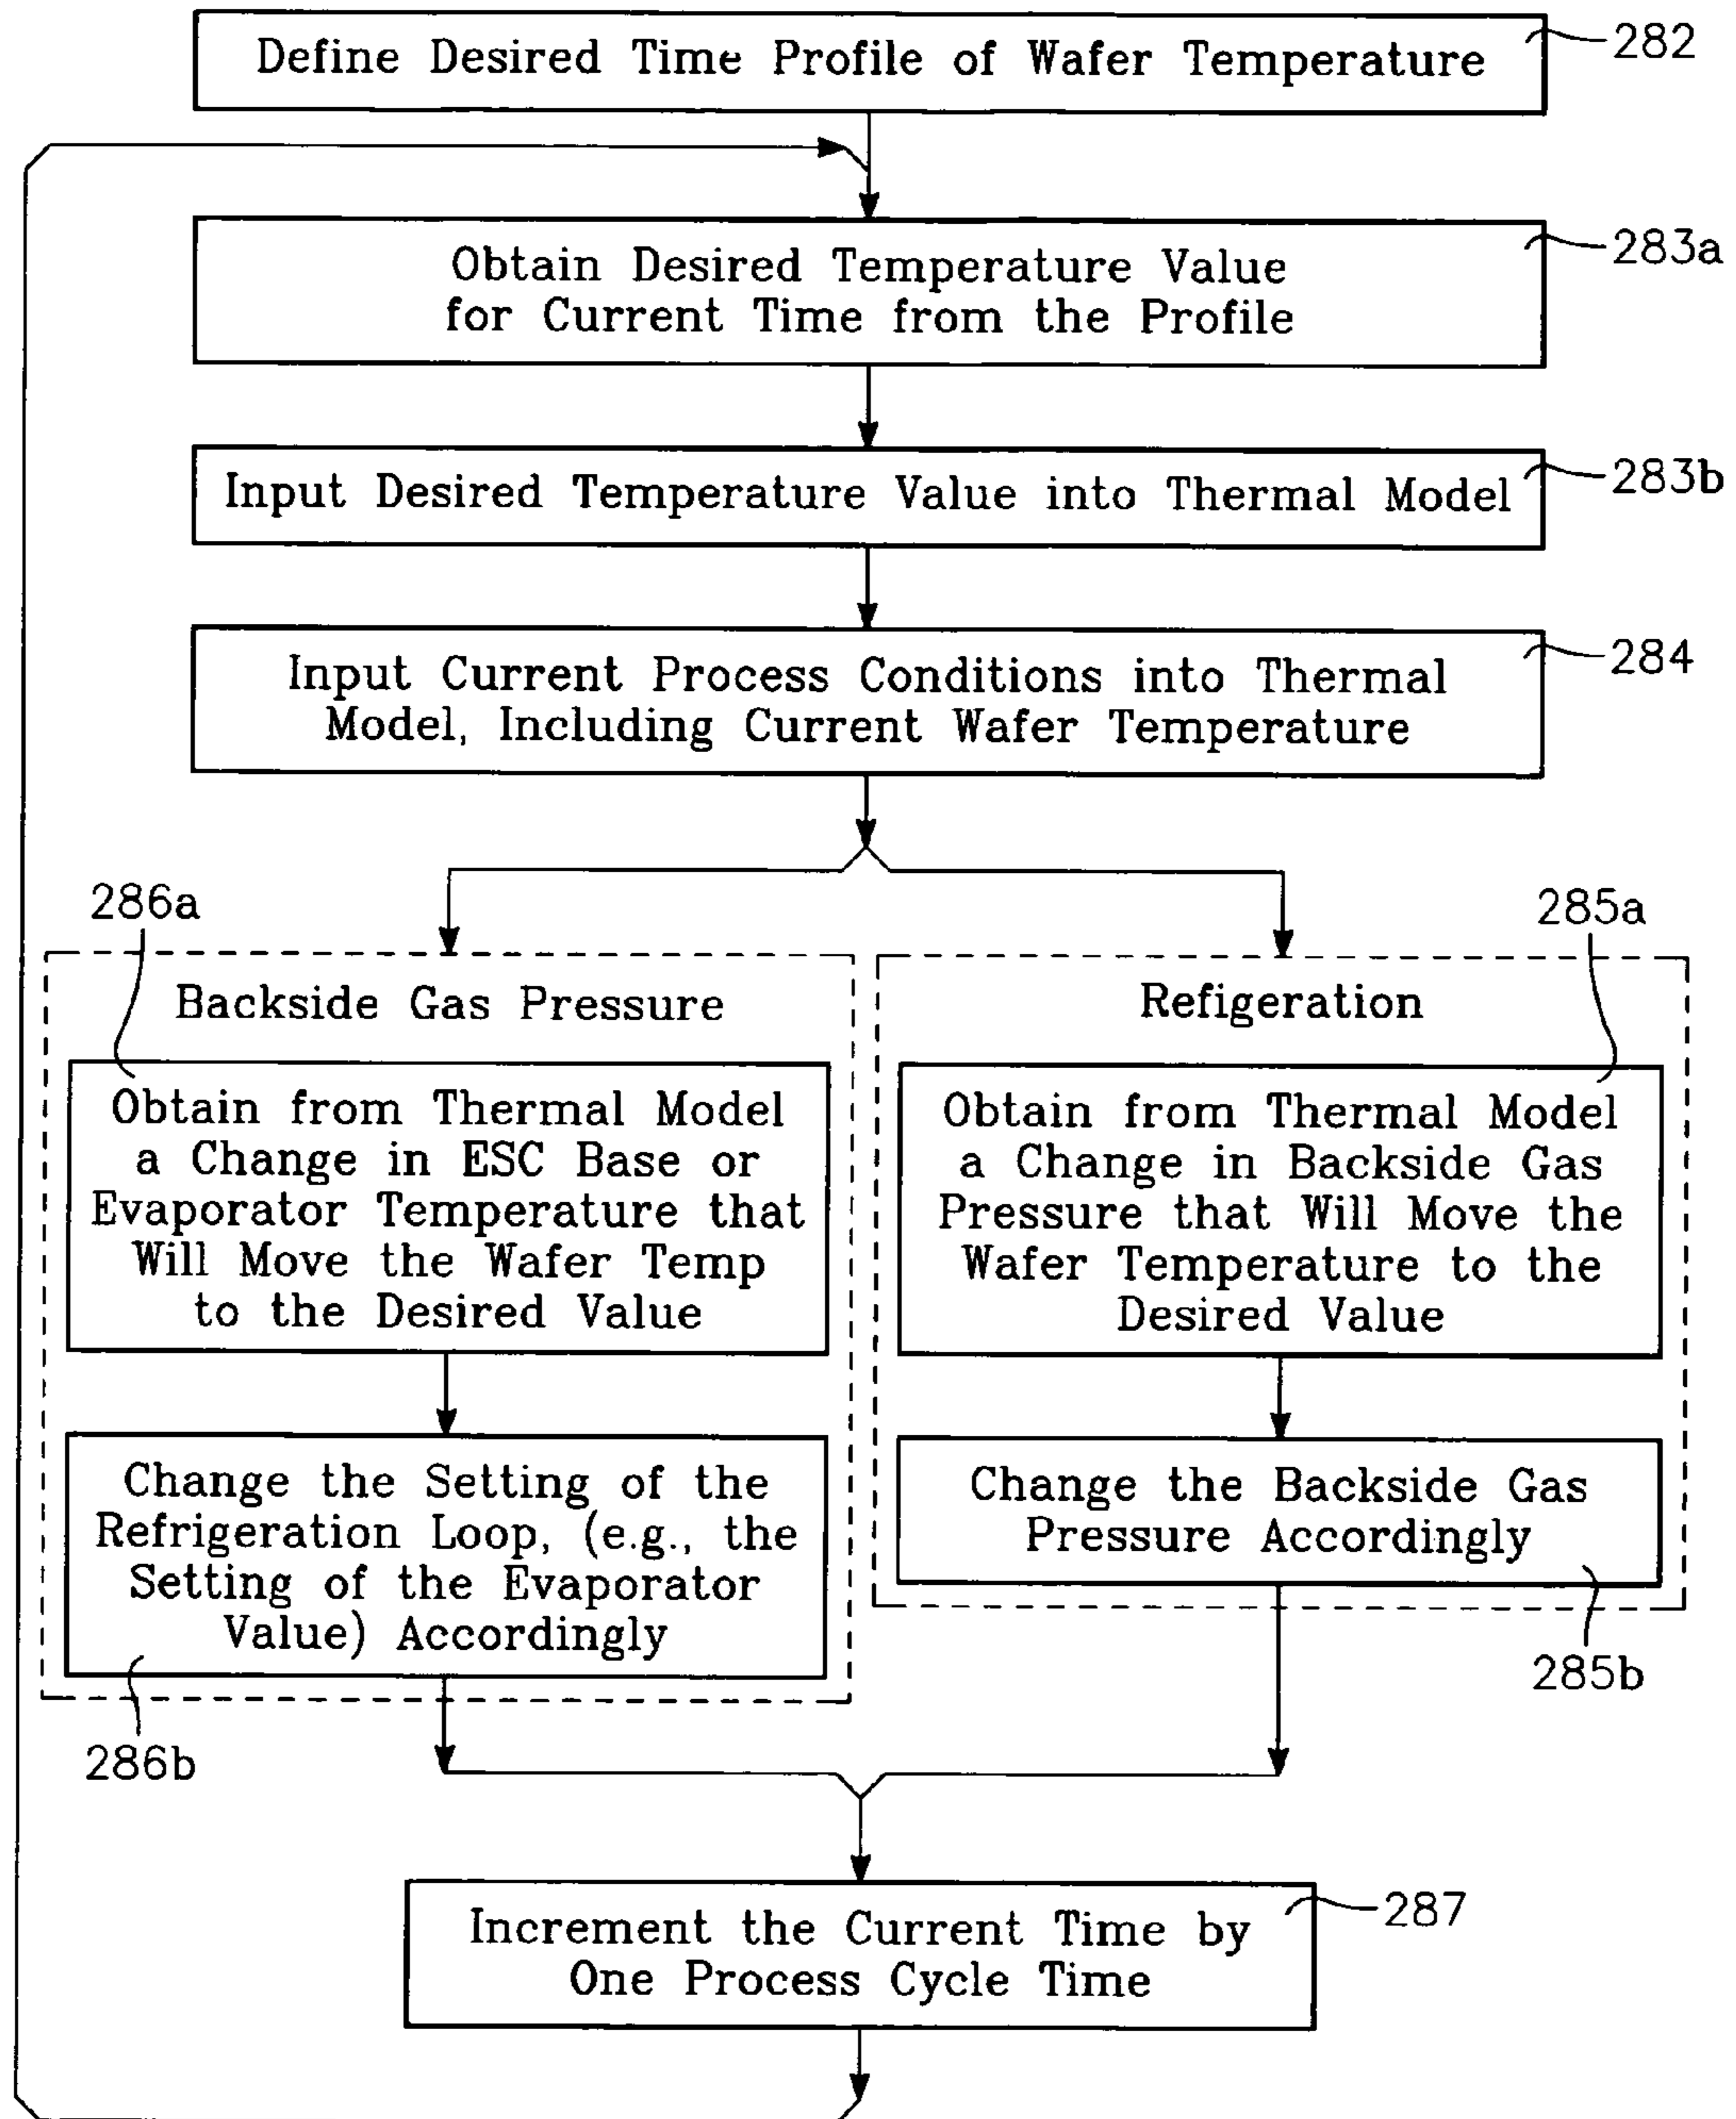 Define Desired Time Profile of Wafer Temperature
282
Obtain Desired Temperature Value
for Current Time from the Profile
283a
Input Desired Temperature Value into Thermal Model
283b
Input Current Process Conditions into Thermal
Model, Including Current Wafer Temperature
284
286a
Backside Gas Pressure
Obtain from Thermal Model
a Change in ESC Base or
Evaporator Temperature that
Will Move the Wafer Temp
to the Desired Value
Change the Setting of the
Refrigeration Loop, (e.g., the
Setting of the Evaporator
Value) Accordingly
286b
285a
Refigeration
Obtain from Thermal Model
a Change in Backside Gas
Pressure that Will Move the
Wafer Temperature to the
Desired Value
Change the Backside Gas
Pressure Accordingly
285b
Increment the Current Time by
One Process Cycle Time
287